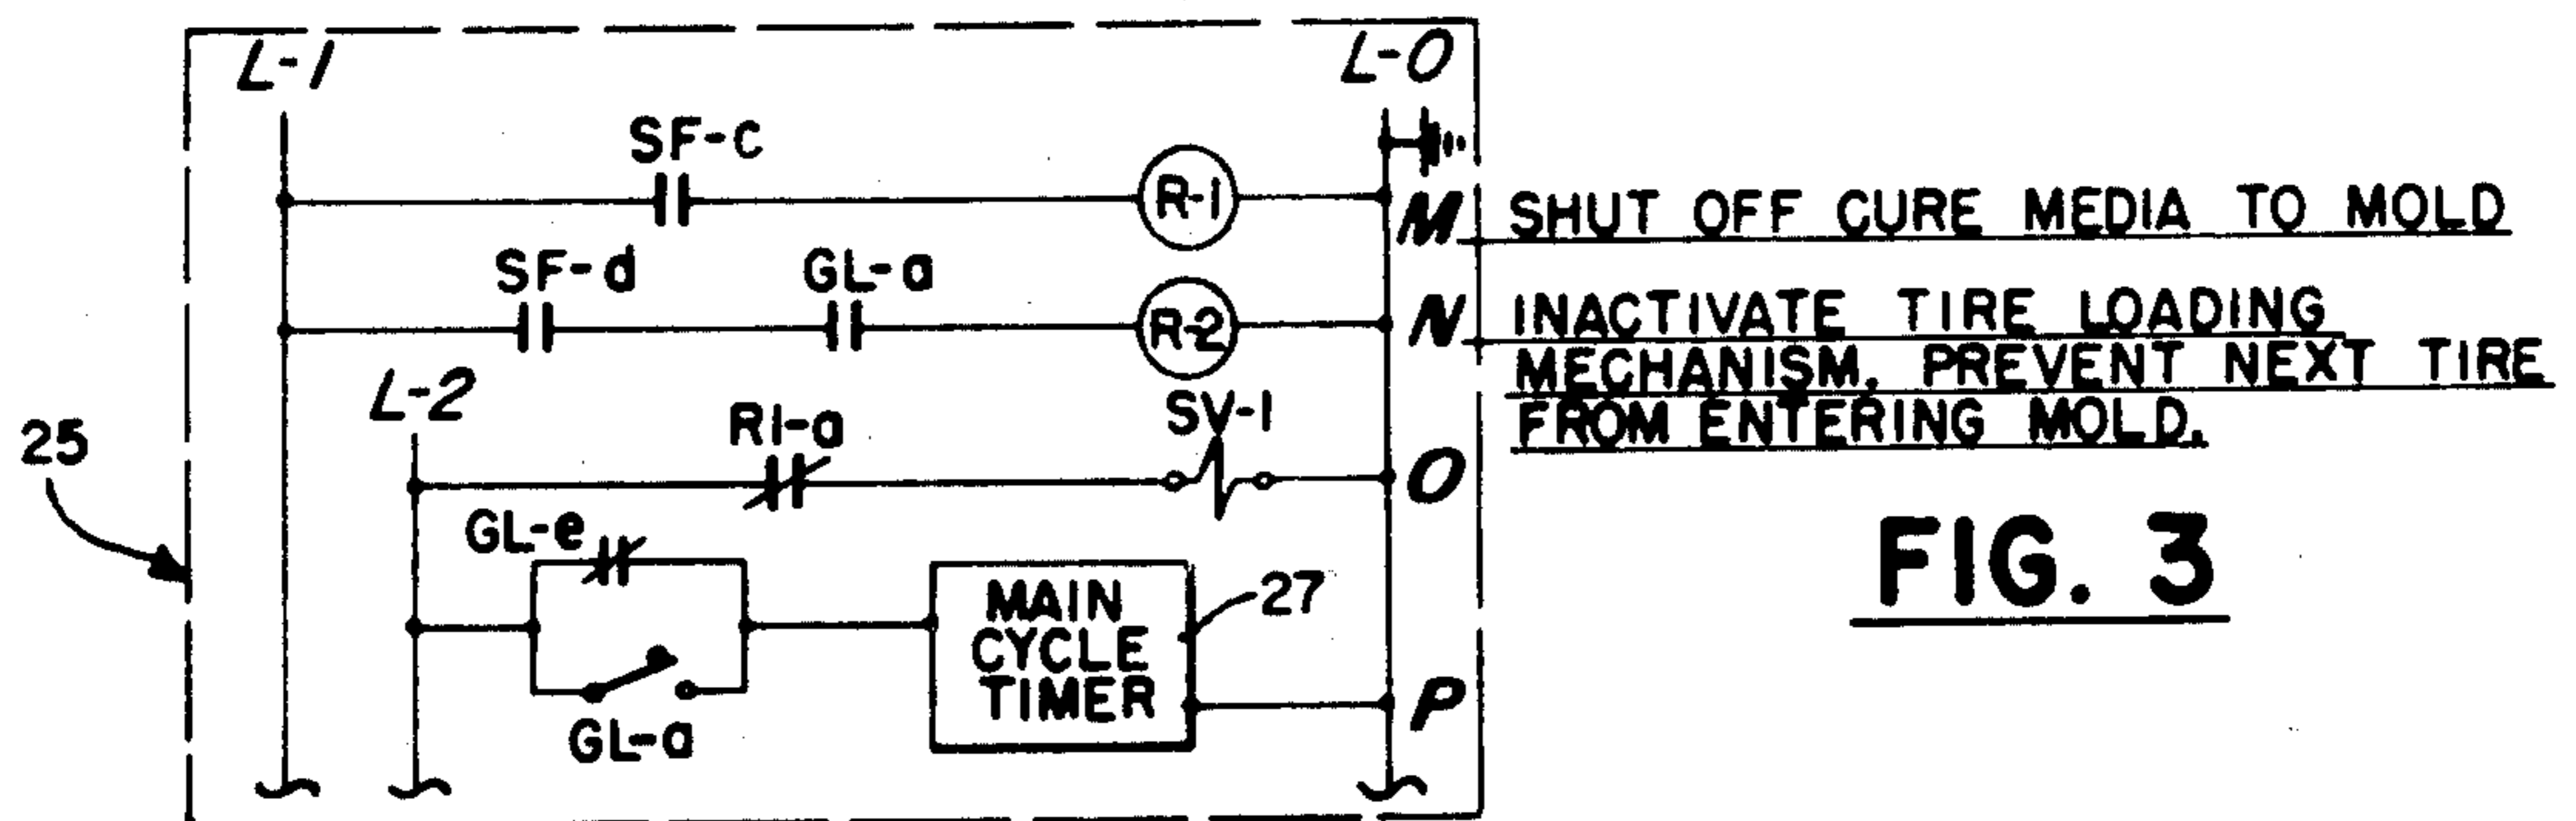 L-1
L-0
SF-c
R-1
M SHUT OFF CURE MEDIA TO MOLD
SF-d
GL-a
R-2
N INACTIVATE TIRE LOADING
MECHANISM. PREVENT NEXT TIRE
FROM ENTERING MOLD.
L-2
R1-a
SV-1
O
25
GL-e
MAIN
CYCLE
TIMER
27
GL-a
P
FIG. 3